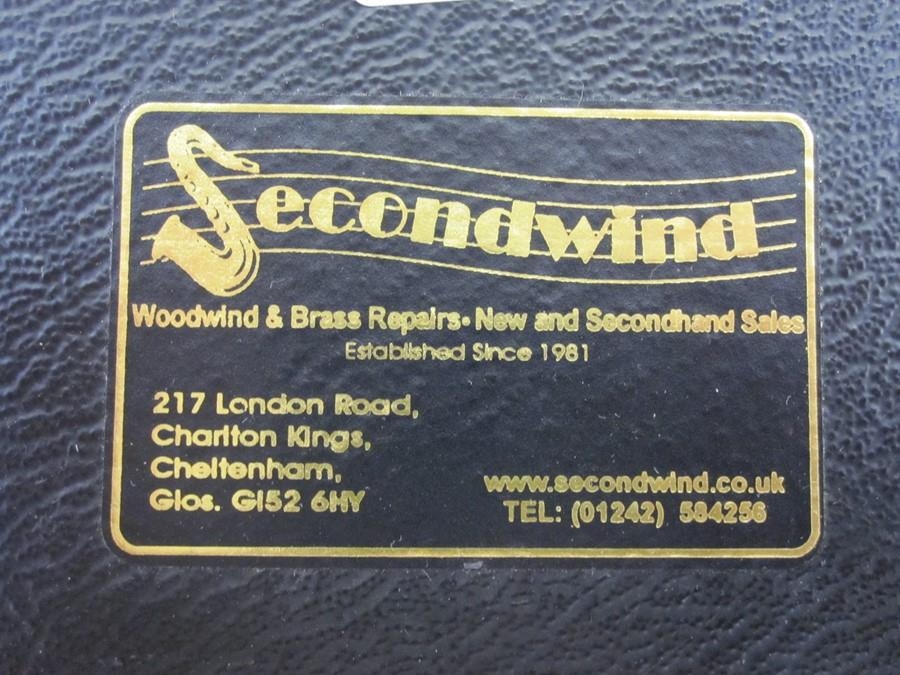 Secondwind
Woodwind & Brass Repairs • New and Secondhand Sales
Established Since 1981
217 London Road,
Charlton Kings,
Cheltenham,
Glos. Gl52 6HY
www.secondwind.co.uk
TEL: (01242) 584256